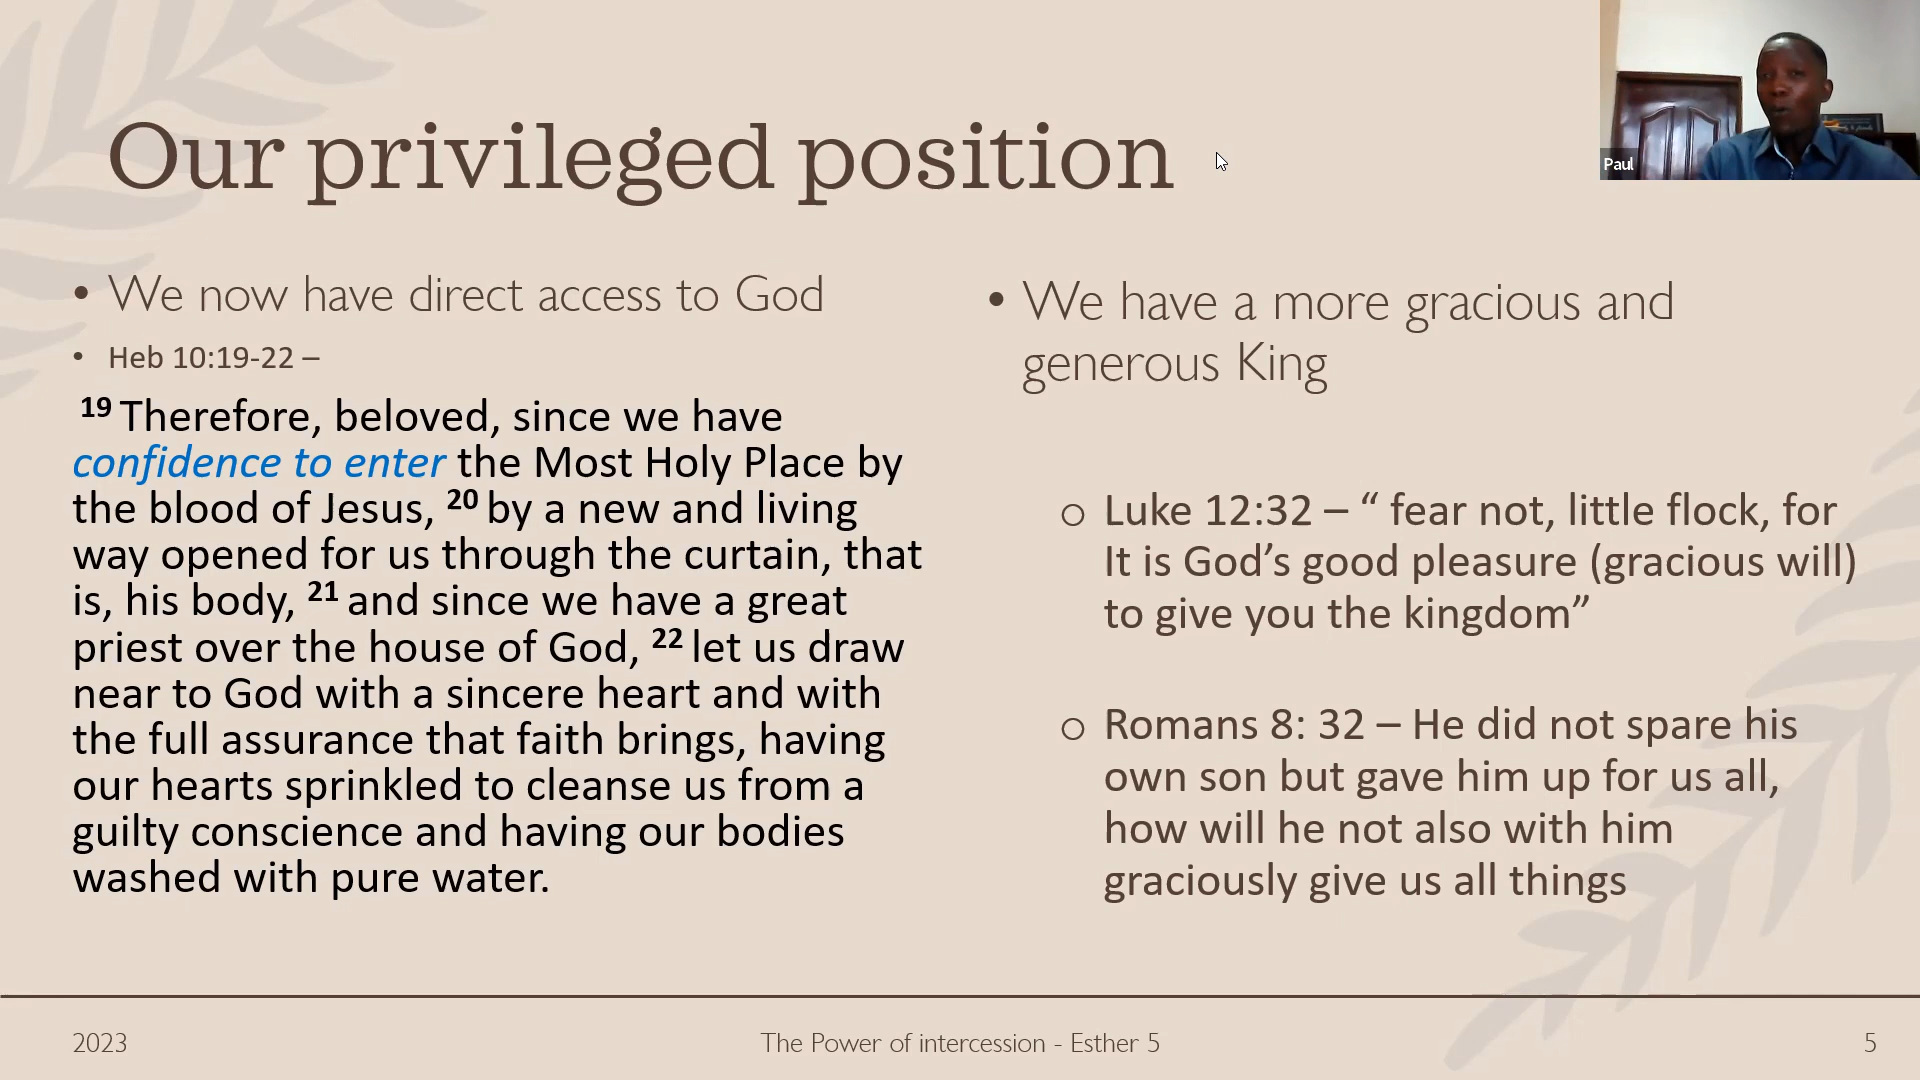 Our privileged position
Paul
• We now have direct access to God
• Heb 10:19-22 –
19 Therefore, beloved, since we have
confidence to enter the Most Holy Place by
the blood of Jesus, 20 by a new and living
way opened for us through the curtain, that
is, his body, 21 and since we have a great
priest over the house of God, 22 let us draw
near to God with a sincere heart and with
the full assurance that faith brings, having
our hearts sprinkled to cleanse us from a
guilty conscience and having our bodies
washed with pure water.
• We have a more gracious and
generous King
o Luke 12:32 – “ fear not, little flock, for
It is God’s good pleasure (gracious will)
to give you the kingdom”
o Romans 8: 32 – He did not spare his
own son but gave him up for us all,
how will he not also with him
graciously give us all things
2023
The Power of intercession - Esther 5
5